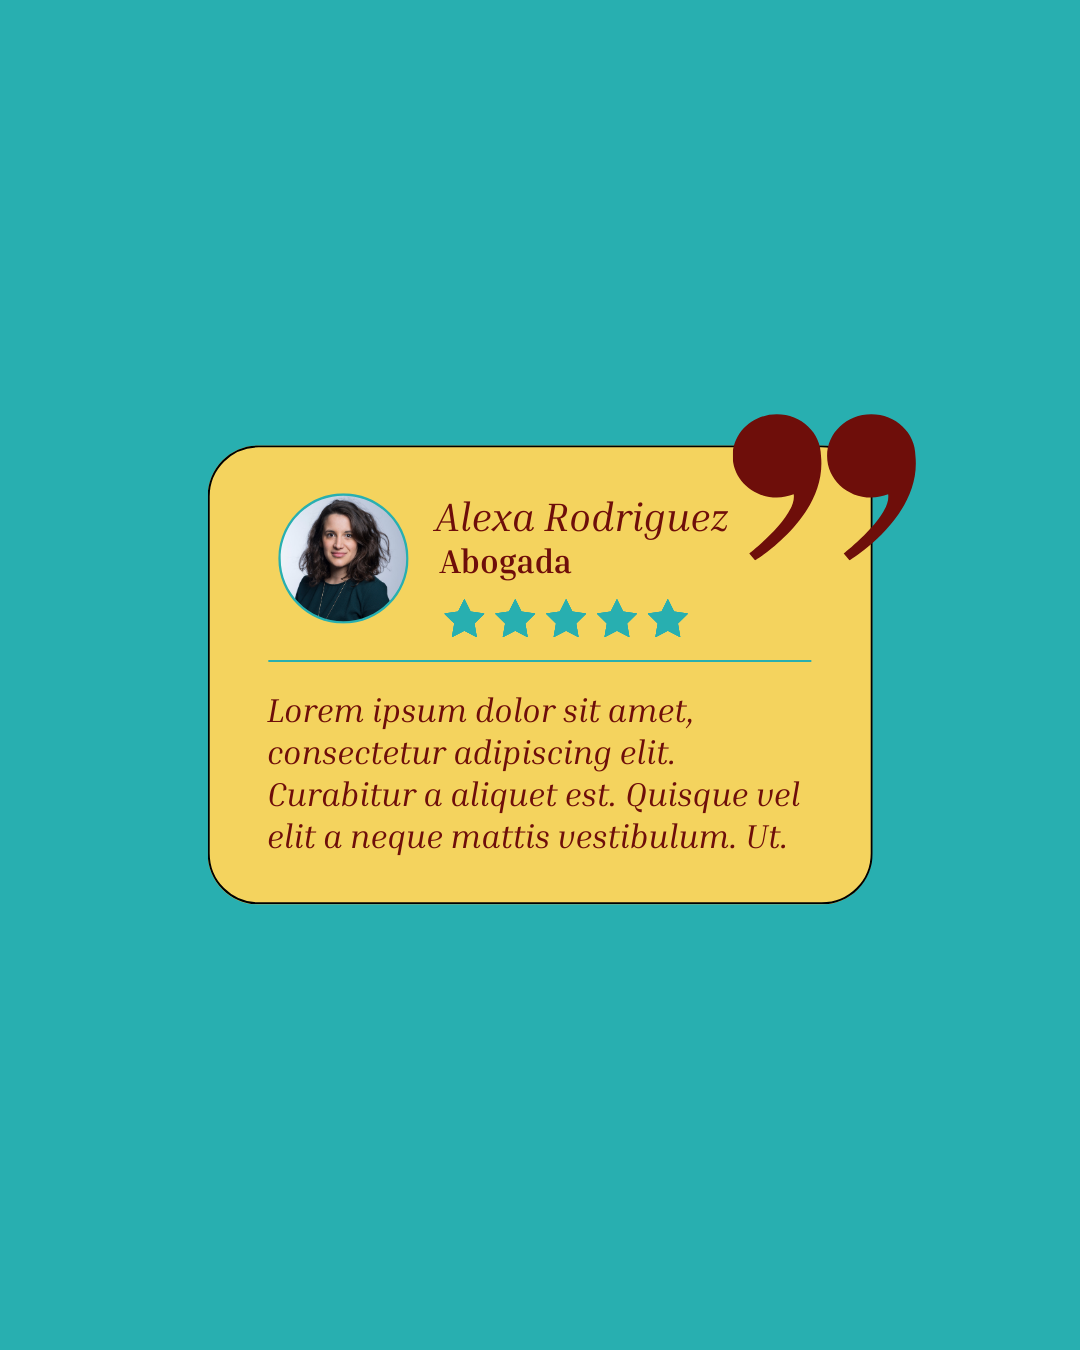 Alexa Rodriguez
Abogada
Lorem ipsum dolor sit amet,
consectetur adipiscing elit.
Curabitur a aliquet est. Quisque vel
elit a neque mattis vestibulum. Ut.